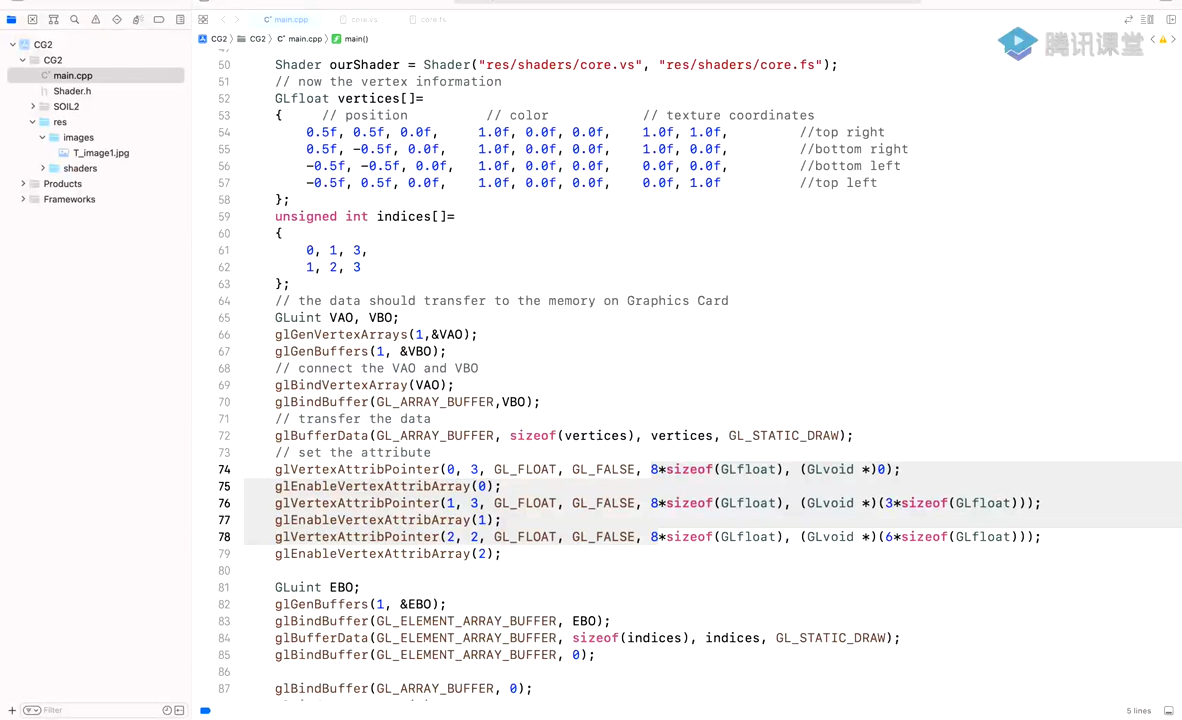 main.cpp
core.vs
core.fs
CG2
CG2
CG2
main.cpp
main()
腾讯课堂
CG2
main.cpp
Shader.h
SOIL2
res
images
T_image1.jpg
shaders
Products
Frameworks
50 Shader ourShader = Shader("res/shaders/core.vs", "res/shaders/core.fs");
51 // now the vertex information
52 GLfloat vertices[]=
53 { // position // color // texture coordinates
54 0.5f, 0.5f, 0.0f, 1.0f, 0.0f, 0.0f, 1.0f, 1.0f, //top right
55 0.5f, -0.5f, 0.0f, 1.0f, 0.0f, 0.0f, 1.0f, 0.0f, //bottom right
56 -0.5f, -0.5f, 0.0f, 1.0f, 0.0f, 0.0f, 0.0f, 0.0f, //bottom left
57 -0.5f, 0.5f, 0.0f, 1.0f, 0.0f, 0.0f, 0.0f, 1.0f //top left
58 };
59 unsigned int indices[]=
60 {
61 0, 1, 3,
62 1, 2, 3
63 };
64 // the data should transfer to the memory on Graphics Card
65 GLuint VAO, VBO;
66 glGenVertexArrays(1,&VAO);
67 glGenBuffers(1, &VBO);
68 // connect the VAO and VBO
69 glBindVertexArray(VAO);
70 glBindBuffer(GL_ARRAY_BUFFER,VBO);
71 // transfer the data
72 glBufferData(GL_ARRAY_BUFFER, sizeof(vertices), vertices, GL_STATIC_DRAW);
73 // set the attribute
74 glVertexAttribPointer(0, 3, GL_FLOAT, GL_FALSE, 8*sizeof(GLfloat), (GLvoid *)0);
75 glEnableVertexAttribArray(0);
76 glVertexAttribPointer(1, 3, GL_FLOAT, GL_FALSE, 8*sizeof(GLfloat), (GLvoid *)(3*sizeof(GLfloat)));
77 glEnableVertexAttribArray(1);
78 glVertexAttribPointer(2, 2, GL_FLOAT, GL_FALSE, 8*sizeof(GLfloat), (GLvoid *)(6*sizeof(GLfloat)));
79 glEnableVertexAttribArray(2);
80
81 GLuint EBO;
82 glGenBuffers(1, &EBO);
83 glBindBuffer(GL_ELEMENT_ARRAY_BUFFER, EBO);
84 glBufferData(GL_ELEMENT_ARRAY_BUFFER, sizeof(indices), indices, GL_STATIC_DRAW);
85 glBindBuffer(GL_ELEMENT_ARRAY_BUFFER, 0);
86
87 glBindBuffer(GL_ARRAY_BUFFER, 0);
Filter
5 lines